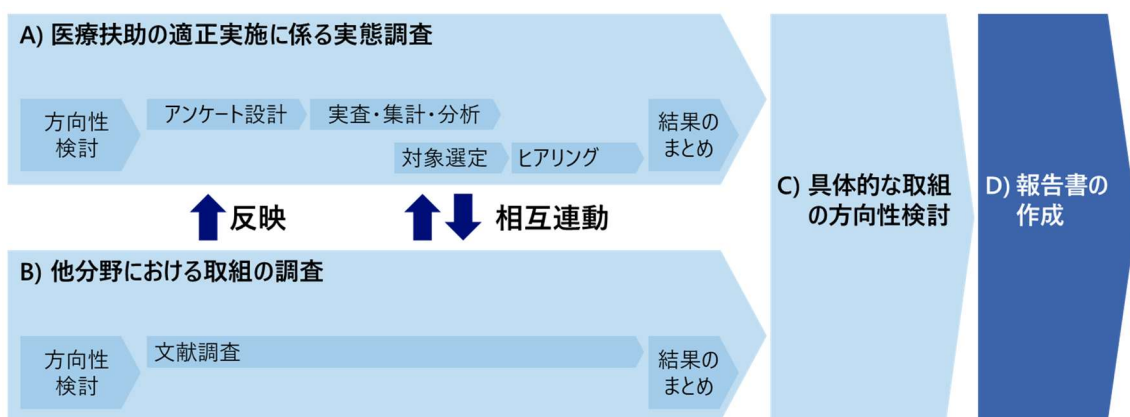 A) 医療扶助の適正実施に係る実態調査
方向性
検討
アンケート設計
実査・集計・分析
対象選定
ヒアリング
結果の
まとめ
反映
相互連動
B) 他分野における取組の調査
方向性
検討
文献調査
結果の
まとめ
C) 具体的な取組
の方向性検討
D) 報告書の
作成